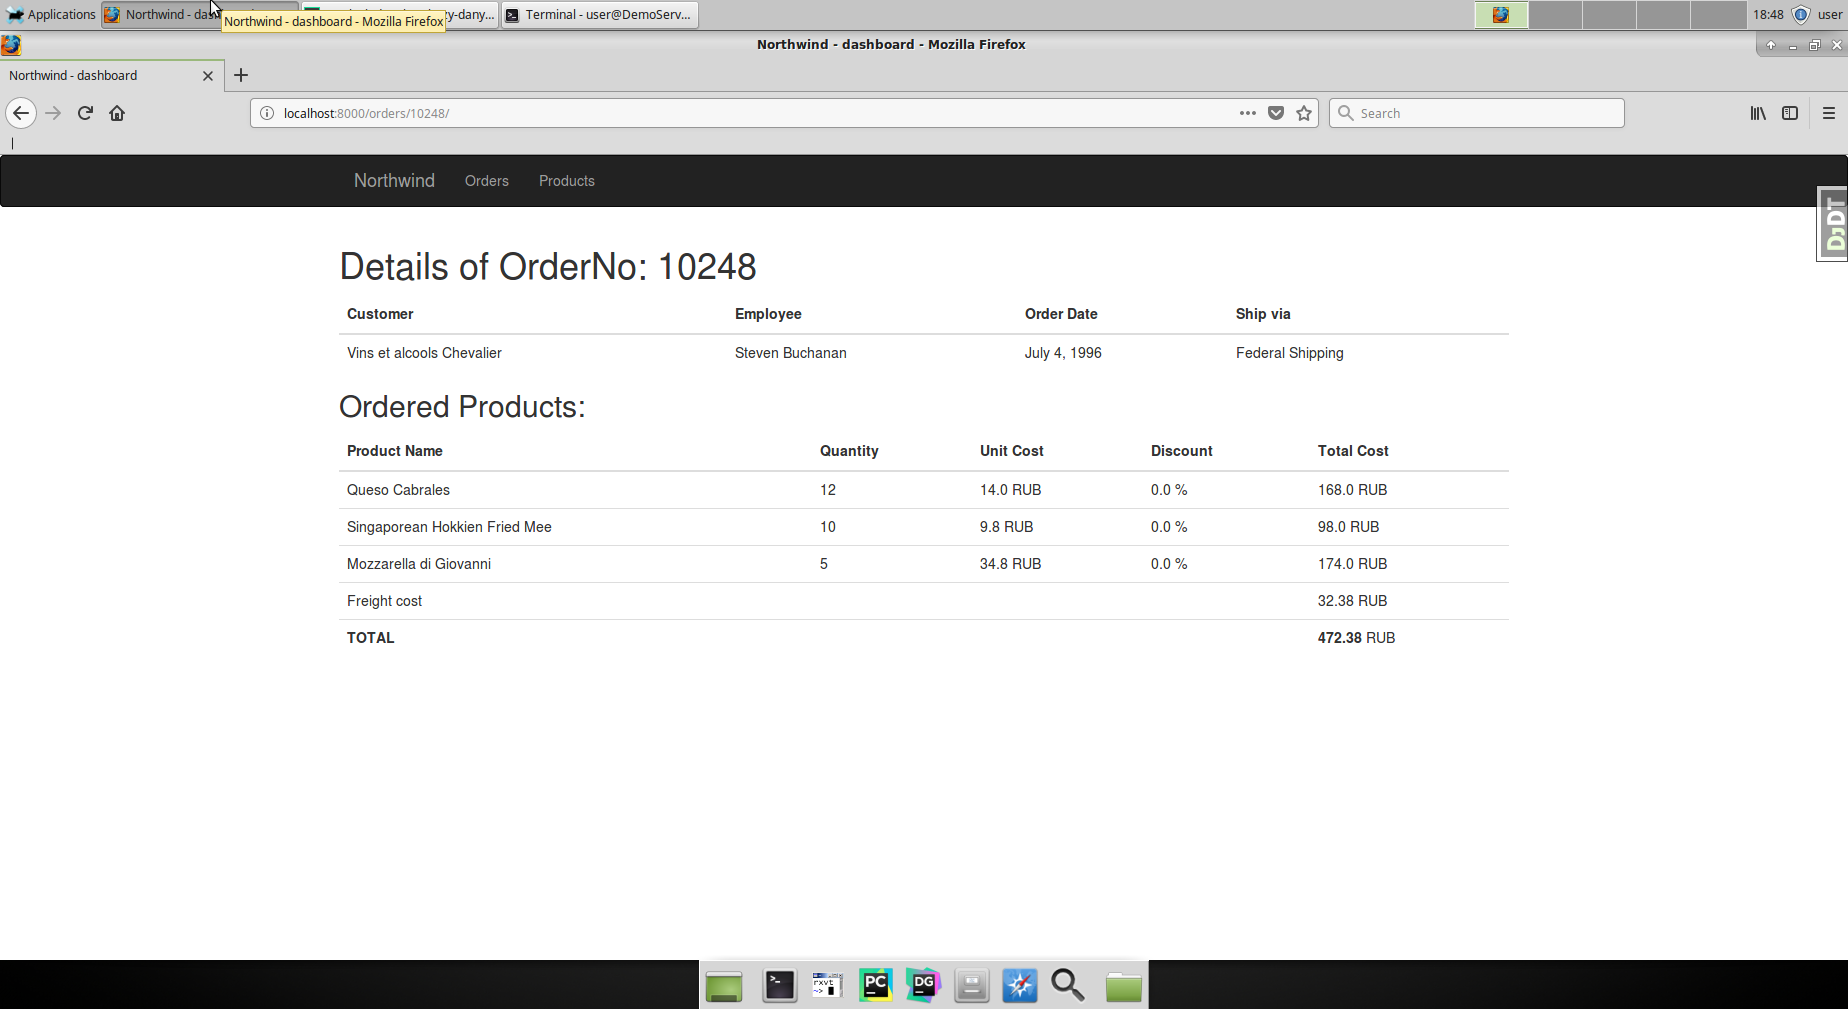 Applications Northwind - das Northwind - dashboard - Mozilla Firefox y-dany... Terminal - user@DemoServ... 18:48 user
Northwind - dashboard - Mozilla Firefox
Northwind - dashboard
localhost:8000/orders/10248/ Search
Northwind Orders Products
DJDT
Details of OrderNo: 10248
Customer Employee Order Date Ship via
Vins et alcools Chevalier Steven Buchanan July 4, 1996 Federal Shipping
Ordered Products:
Product Name Quantity Unit Cost Discount Total Cost
Queso Cabrales 12 14.0 RUB 0.0 % 168.0 RUB
Singaporean Hokkien Fried Mee 10 9.8 RUB 0.0 % 98.0 RUB
Mozzarella di Giovanni 5 34.8 RUB 0.0 % 174.0 RUB
Freight cost 32.38 RUB
TOTAL 472.38 RUB
rxvt PC DG